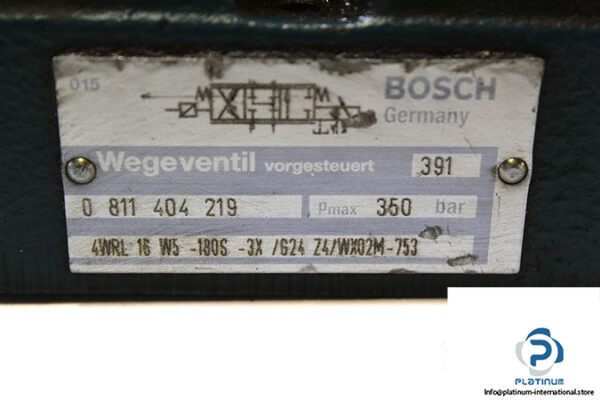 015
BOSCH
Germany
Wegeventil vorgesteuert 391
0 811 404 219 Pmax 350 bar
4WRL 16 W5 -180S -3X /G24 Z4/WX02M-753
PLATINUM
Info@platinum-international.store